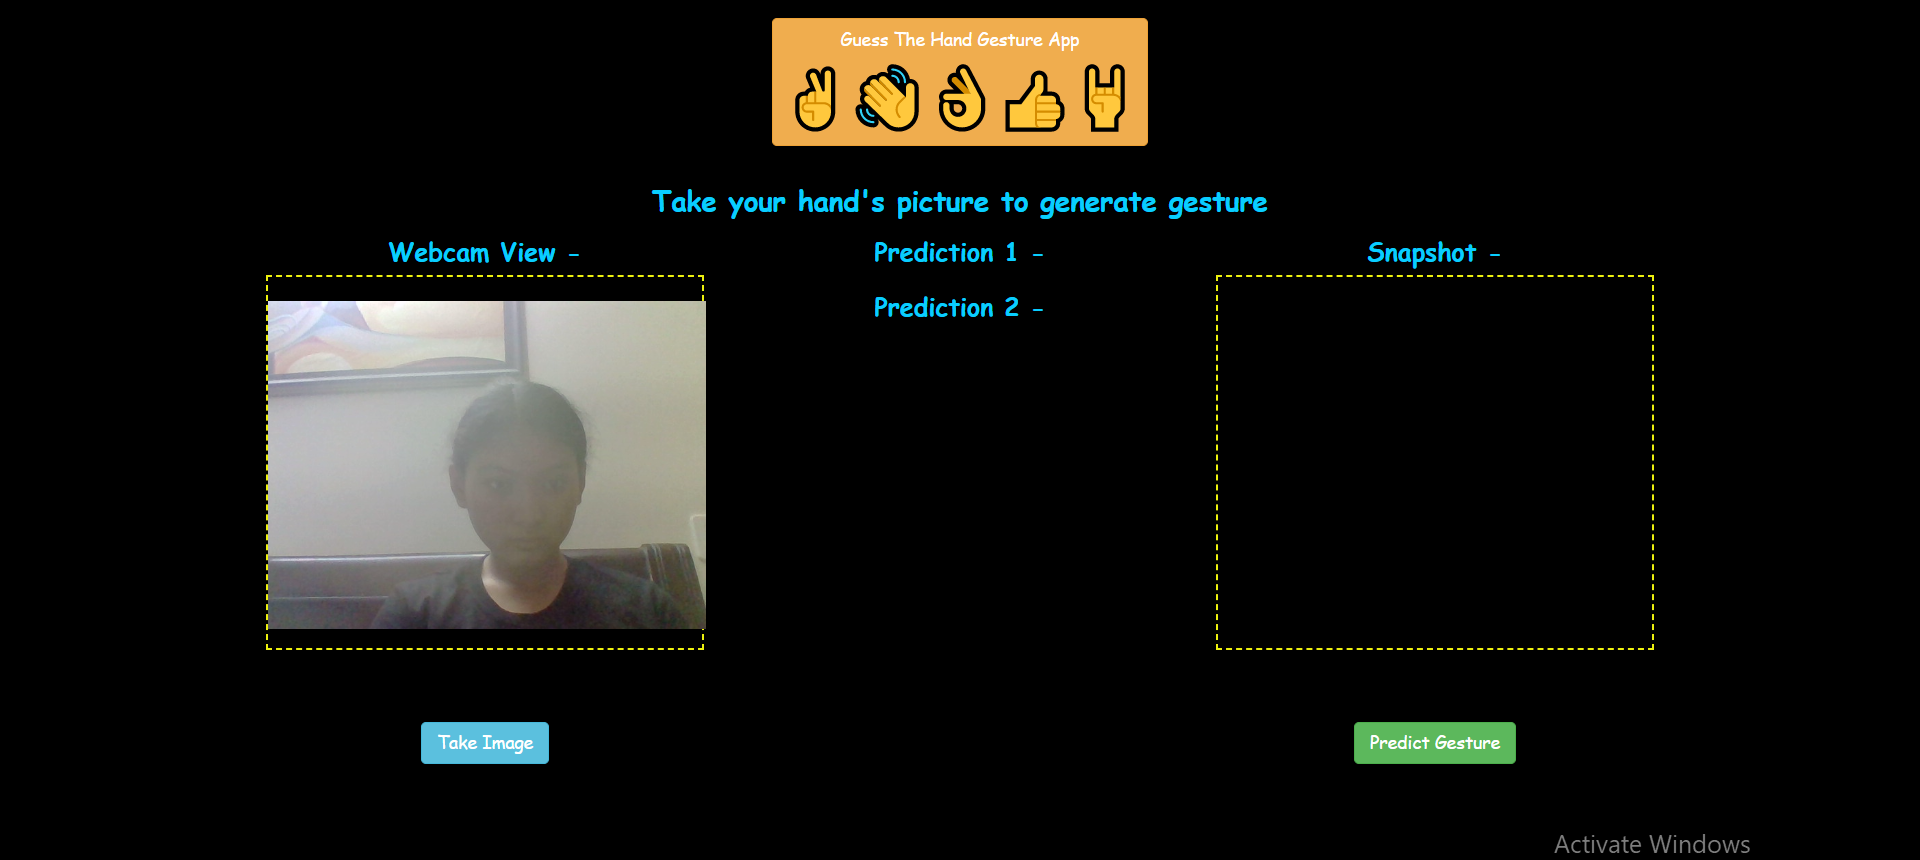 Guess The Hand Gesture App
Take your hand's picture to generate gesture
Webcam View -
Prediction 1 -
Snapshot -
Prediction 2 -
Take Image
Predict Gesture
Activate Windows